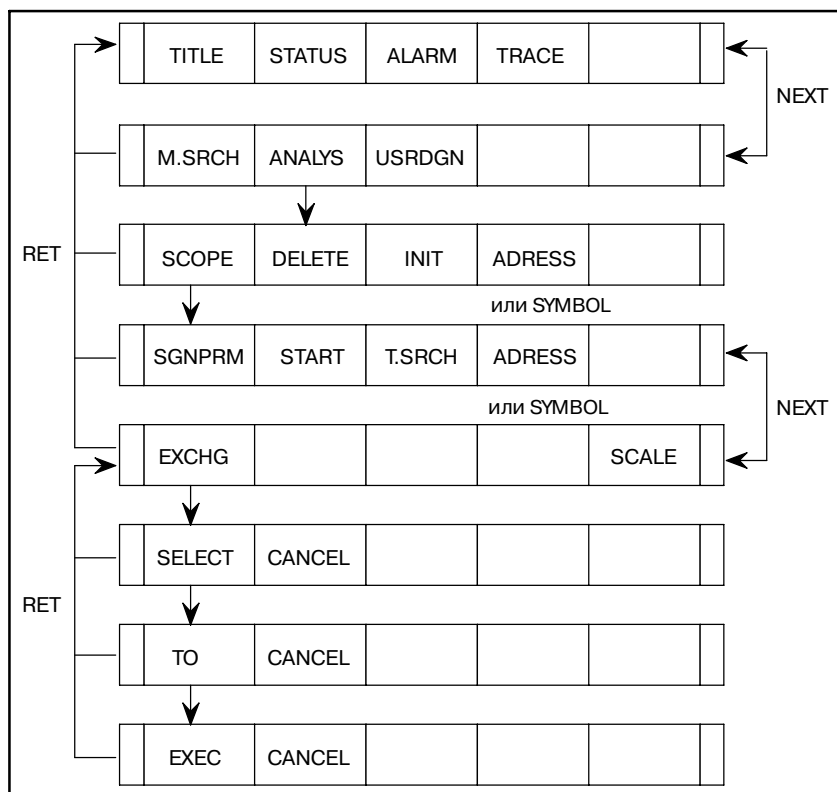 TITLE STATUS ALARM TRACE
NEXT
M.SRCH ANALYS USRDGN
RET
SCOPE DELETE INIT ADRESS
или SYMBOL
SGNPRM START T.SRCH ADRESS
или SYMBOL
NEXT
EXCHG SCALE
SELECT CANCEL
RET
TO CANCEL
EXEC CANCEL